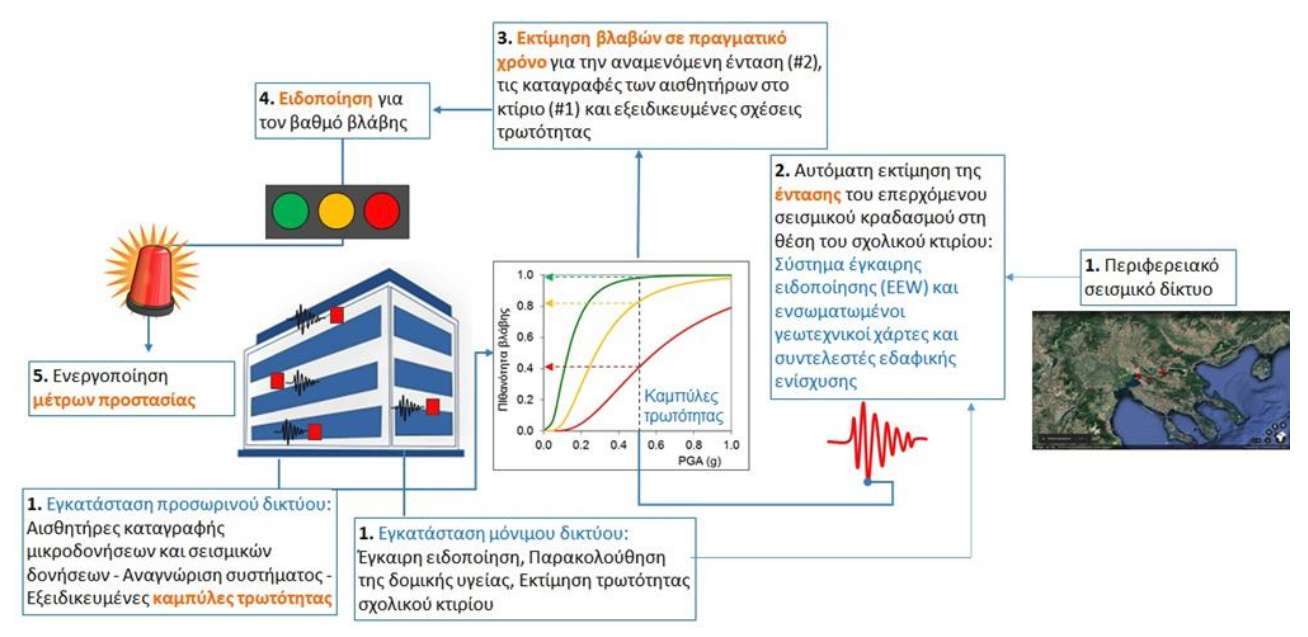 3. Εκτίμηση βλαβών σε πραγματικό
χρόνο για την αναμενόμενη ένταση (#2),
τις καταγραφές των αισθητήρων στο
κτίριο (#1) και εξειδικευμένες σχέσεις
τρωτότητας
4. Ειδοποίηση για
τον βαθμό βλάβης
2. Αυτόματη εκτίμηση της
έντασης του επερχόμενου
σεισμικού κραδασμού στη
θέση του σχολικού κτιρίου:
Σύστημα έγκαιρης
ειδοποίησης (EEW) και
ενσωματωμένοι
γεωτεχνικοί χάρτες και
συντελεστές εδαφικής
ενίσχυσης
1. Περιφερειακό
σεισμικό δίκτυο
5. Ενεργοποίηση
μέτρων προστασίας
Πιθανότητα βλάβης
1.0
0.8
0.6
0.4
0.2
0.0
Καμπύλες
τρωτότητας
0.0 0.2 0.4 0.6 0.8 1.0
PGA (g)
1. Εγκατάσταση προσωρινού δικτύου:
Αισθητήρες καταγραφής
μικροδονήσεων και σεισμικών
δονήσεων - Αναγνώριση συστήματος -
Εξειδικευμένες καμπύλες τρωτότητας
1. Εγκατάσταση μόνιμου δικτύου:
Έγκαιρη ειδοποίηση, Παρακολούθηση
της δομικής υγείας, Εκτίμηση τρωτότητας
σχολικού κτιρίου